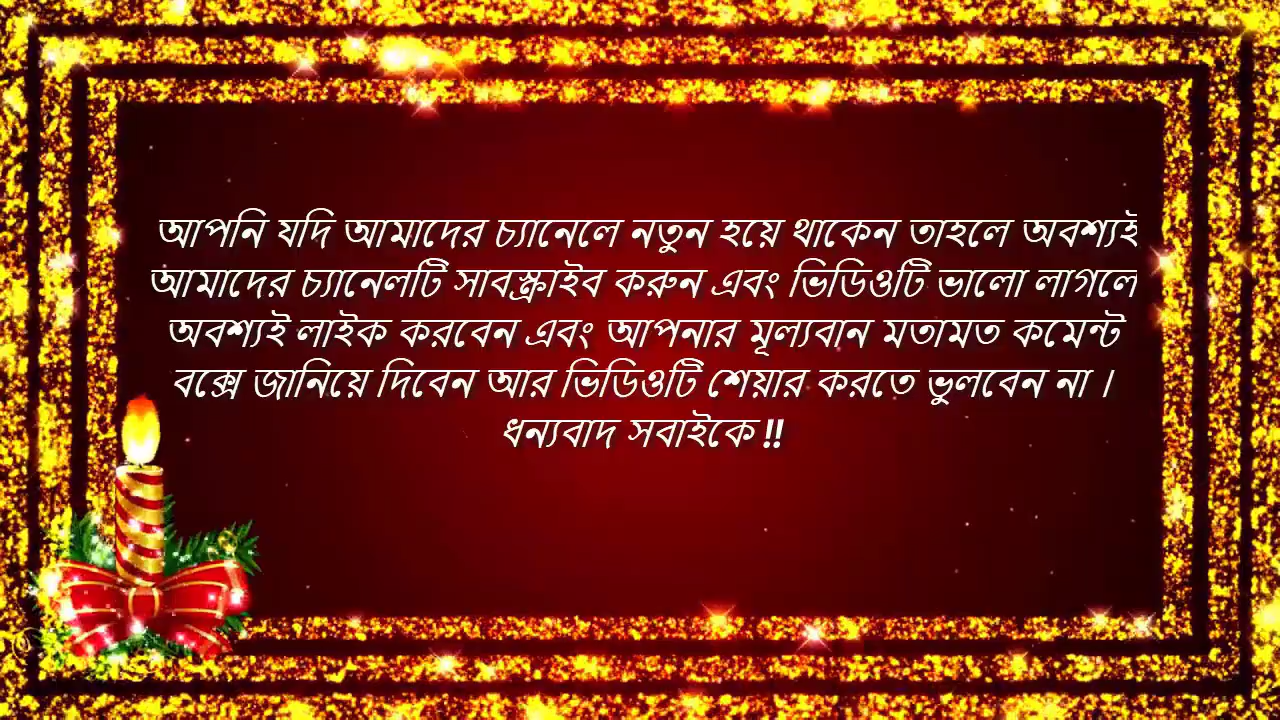 আপনি যদি আমাদের চ্যানেলে নতুন হয়ে থাকেন তাহলে অবশ্যই
আমাদের চ্যানেলটি সাবস্ক্রাইব করুন এবং ভিডিওটি ভালো লাগলে
অবশ্যই লাইক করবেন এবং আপনার মূল্যবান মতামত কমেন্ট
বক্সে জানিয়ে দিবেন আর ভিডিওটি শেয়ার করতে ভুলবেন না ।
ধন্যবাদ সবাইকে !!